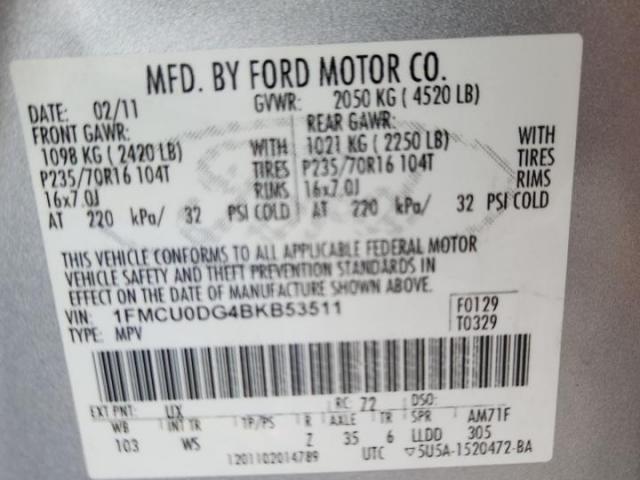 MFD. BY FORD MOTOR CO.
DATE: 02/11 GVWR: 2050 KG ( 4520 LB)
FRONT GAWR: REAR GAWR:
1098 KG ( 2420 LB) WITH 1021 KG ( 2250 LB) WITH
P235/70R16 104T TIRES P235/70R16 104T TIRES
16x7.0J RIMS 16x7.0J RIMS
AT 220 kPa/ 32 PSI COLD AT 220 kPa/ 32 PSI COLD
THIS VEHICLE CONFORMS TO ALL APPLICABLE FEDERAL MOTOR
VEHICLE SAFETY AND THEFT PREVENTION STANDARDS IN
EFFECT ON THE DATE OF MANUFACTURE SHOWN ABOVE.
VIN: 1FMCU0DG4BKB53511 F0129
TYPE: MPV T0329
EXT PNT: UX RC: 72 DSO:
WB INT TR TP/PS R AXLE TR SPR AM71F
103 WS Z 35 6 LLDD 305
1201102014789 UTC ▽5U5A-1520472-BA